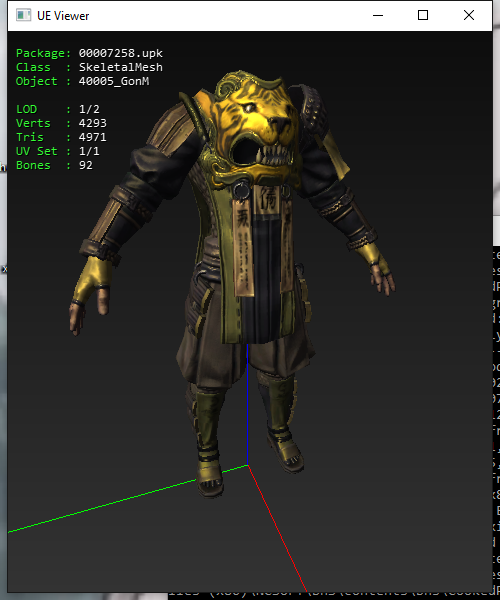 UE Viewer
Package: 00007258.upk
Class : SkeletalMesh
Object : 40005_GonM
LOD : 1/2
Verts : 4293
Tris : 4971
UV Set : 1/1
Bones : 92